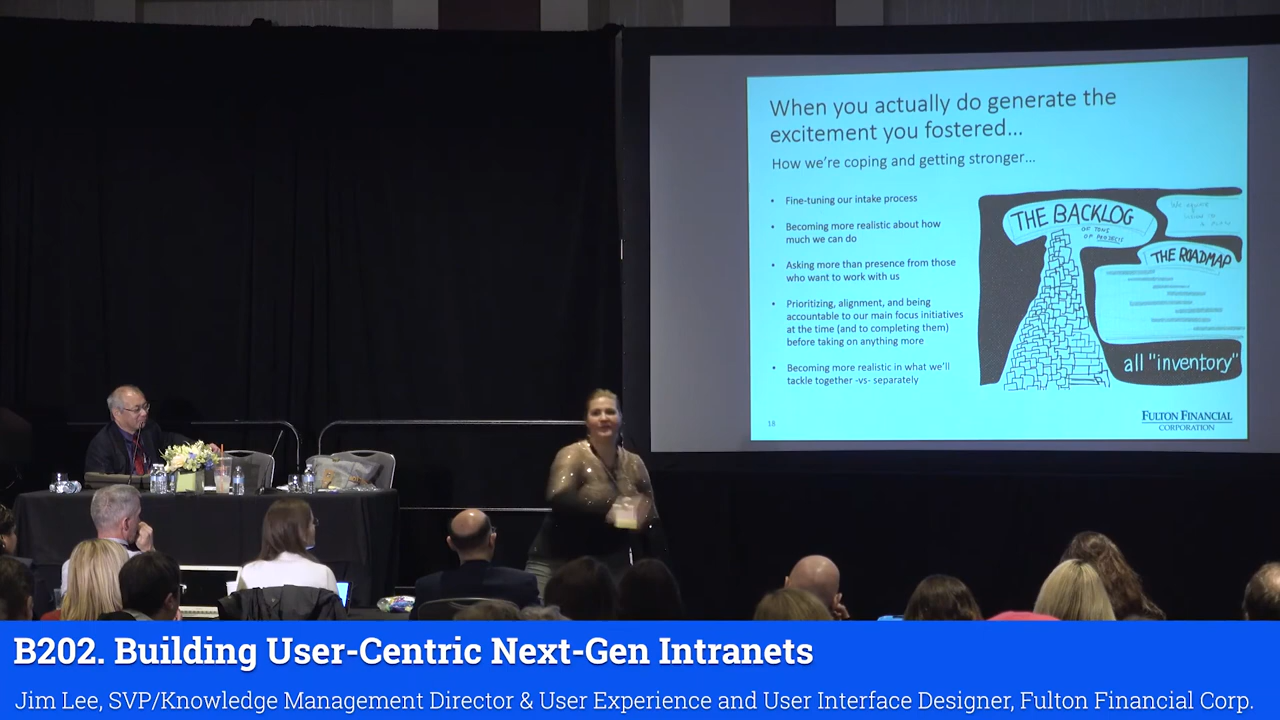 When you actually do generate the
excitement you fostered...
How we're coping and getting stronger...
• Fine-tuning our intake process
• Becoming more realistic about how
much we can do
• Asking more than presence from those
who want to work with us
• Prioritizing, alignment, and being
accountable to our main focus initiatives
at the time (and to completing them)
before taking on anything more
• Becoming more realistic in what we'll
tackle together -vs- separately
THE BACKLOG
OF TONS
OF PROJECTS
THE ROADMAP
all "inventory"
18
FULTON FINANCIAL
CORPORATION
B202. Building User-Centric Next-Gen Intranets
Jim Lee, SVP/Knowledge Management Director & User Experience and User Interface Designer, Fulton Financial Corp.